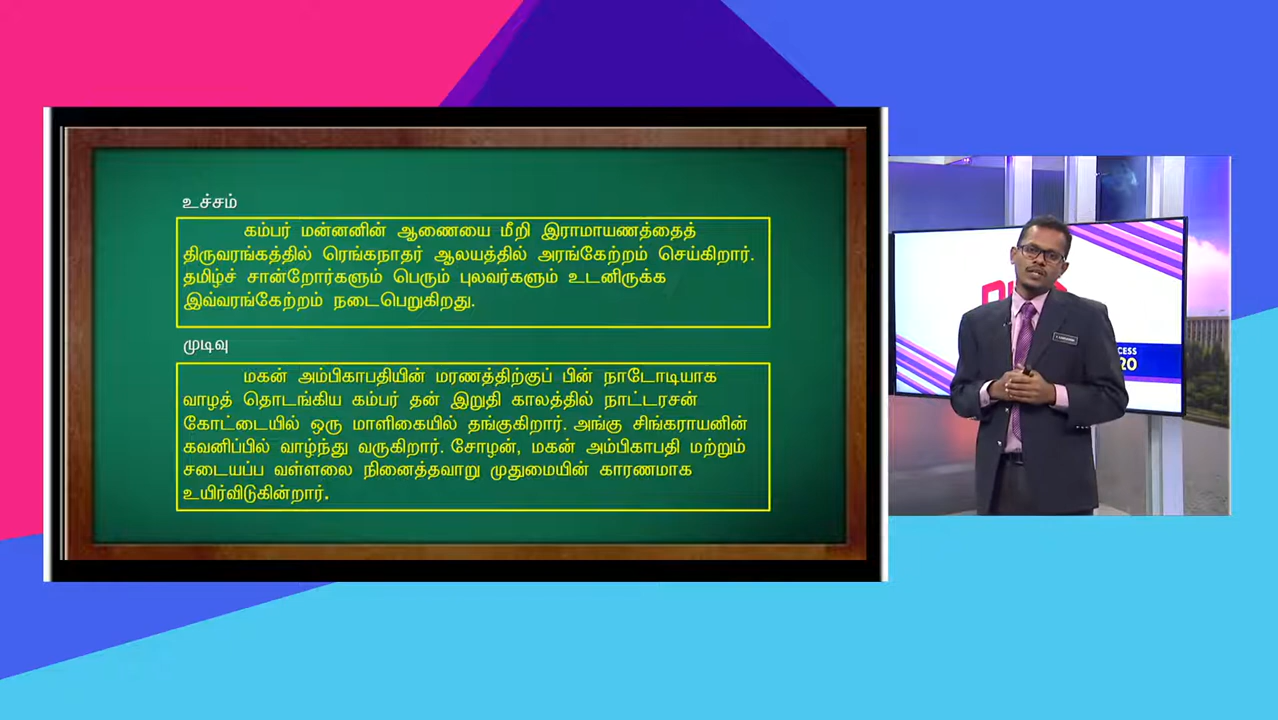 உச்சம்
கம்பர் மன்னனின் ஆணையை மீறி இராமாயணத்தைத்
திருவரங்கத்தில் ரெங்கநாதர் ஆலயத்தில் அரங்கேற்றம் செய்கிறார்.
தமிழ்ச் சான்றோர்களும் பெரும் புலவர்களும் உடனிருக்க
இவ்வரங்கேற்றம் நடைபெறுகிறது.
முடிவு
மகன் அம்பிகாபதியின் மரணத்திற்குப் பின் நாடோடியாக
வாழத் தொடங்கிய கம்பர் தன் இறுதி காலத்தில் நாட்டரசன்
கோட்டையில் ஒரு மாளிகையில் தங்குகிறார். அங்கு சிங்கராயனின்
கவனிப்பில் வாழ்ந்து வருகிறார். சோழன், மகன் அம்பிகாபதி மற்றும்
சடையப்ப வள்ளலை நினைத்தவாறு முதுமையின் காரணமாக
உயிர்விடுகின்றார்.
CESS
20